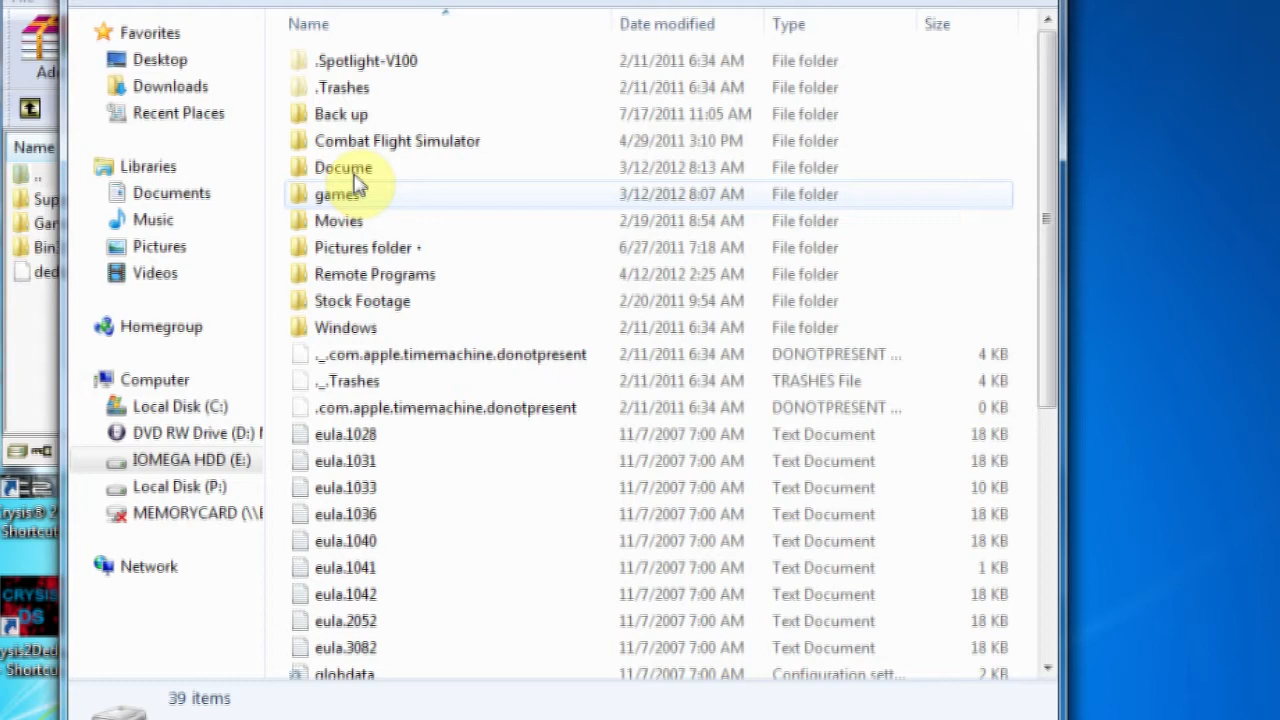 Name Date modified Type Size
Favorites
Desktop
Downloads
Recent Places
Libraries
Documents
Music
Pictures
Videos
Homegroup
Computer
Local Disk (C:)
DVD RW Drive (D:)
IOMEGA HDD (E:)
Local Disk (P:)
MEMORYCARD (\\
Network
.Spotlight-V100 2/11/2011 6:34 AM File folder
.Trashes 2/11/2011 6:34 AM File folder
Back up 7/17/2011 11:05 AM File folder
Combat Flight Simulator 4/29/2011 3:10 PM File folder
Docume 3/12/2012 8:13 AM File folder
games 3/12/2012 8:07 AM File folder
Movies 2/19/2011 8:54 AM File folder
Pictures folder • 6/27/2011 7:18 AM File folder
Remote Programs 4/12/2012 2:25 AM File folder
Stock Footage 2/20/2011 9:54 AM File folder
Windows 2/11/2011 6:34 AM File folder
._.com.apple.timemachine.donotpresent 2/11/2011 6:34 AM DONOTPRESENT ... 4 KB
._.Trashes 2/11/2011 6:34 AM TRASHES File 4 KB
.com.apple.timemachine.donotpresent 2/11/2011 6:34 AM DONOTPRESENT ... 0 KB
eula.1028 11/7/2007 7:00 AM Text Document 18 KB
eula.1031 11/7/2007 7:00 AM Text Document 18 KB
eula.1033 11/7/2007 7:00 AM Text Document 10 KB
eula.1036 11/7/2007 7:00 AM Text Document 18 KB
eula.1040 11/7/2007 7:00 AM Text Document 18 KB
eula.1041 11/7/2007 7:00 AM Text Document 1 KB
eula.1042 11/7/2007 7:00 AM Text Document 18 KB
eula.2052 11/7/2007 7:00 AM Text Document 18 KB
eula.3082 11/7/2007 7:00 AM Text Document 18 KB
globdata 11/7/2007 7:00 AM Configuration sett... 2 KB
39 items
Name
..
Sup
ded
rysis® 2
Shortcut
CRYSIS
DS
ysis2Ded
Shortcut